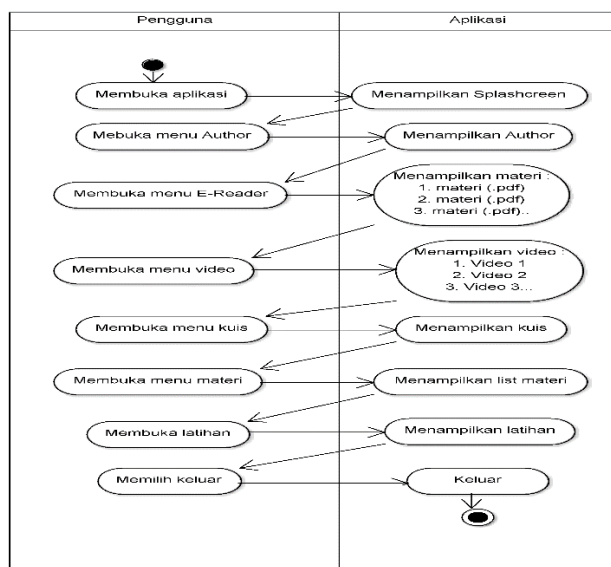 Pengguna
Aplikasi
Membuka aplikasi
Menampilkan Splashcreen
Mebuka menu Author
Menampilkan Author
Membuka menu E-Reader
Menampilkan materi :
1. materi (.pdf)
2. materi (.pdf)
3. materi (.pdf)..
Membuka menu video
Menampilkan video :
1. Video 1
2. Video 2
3. Video 3...
Membuka menu kuis
Menampilkan kuis
Membuka menu materi
Menampilkan list materi
Membuka latihan
Menampilkan latihan
Memilih keluar
Keluar